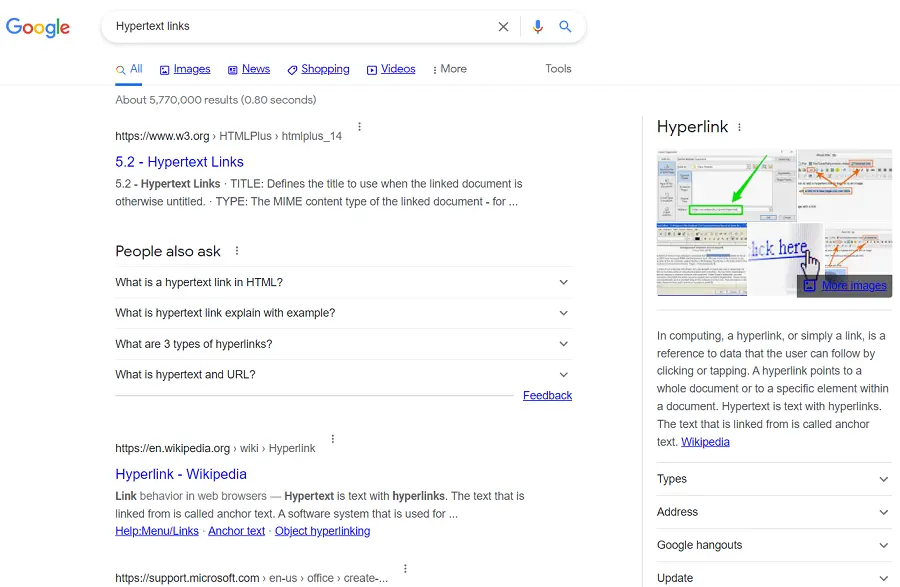 Google
Hypertext links
All Images News Shopping Videos More Tools
About 5,770,000 results (0.80 seconds)
https://www.w3.org › HTMLPlus › htmlplus_14
5.2 - Hypertext Links
5.2 - Hypertext Links · TITLE: Defines the title to use when the linked document is
otherwise untitled. · TYPE: The MIME content type of the linked document - for ...
People also ask
What is a hypertext link in HTML?
What is hypertext link explain with example?
What are 3 types of hyperlinks?
What is hypertext and URL?
Feedback
https://en.wikipedia.org › wiki › Hyperlink
Hyperlink - Wikipedia
Link behavior in web browsers — Hypertext is text with hyperlinks. The text that is
linked from is called anchor text. A software system that is used for ...
Help:Menu/Links · Anchor text · Object hyperlinking
https://support.microsoft.com › en-us › office › create-...
Hyperlink
click here
More images
In computing, a hyperlink, or simply a link, is a
reference to data that the user can follow by
clicking or tapping. A hyperlink points to a
whole document or to a specific element within
a document. Hypertext is text with hyperlinks.
The text that is linked from is called anchor
text. Wikipedia
Types
Address
Google hangouts
Update